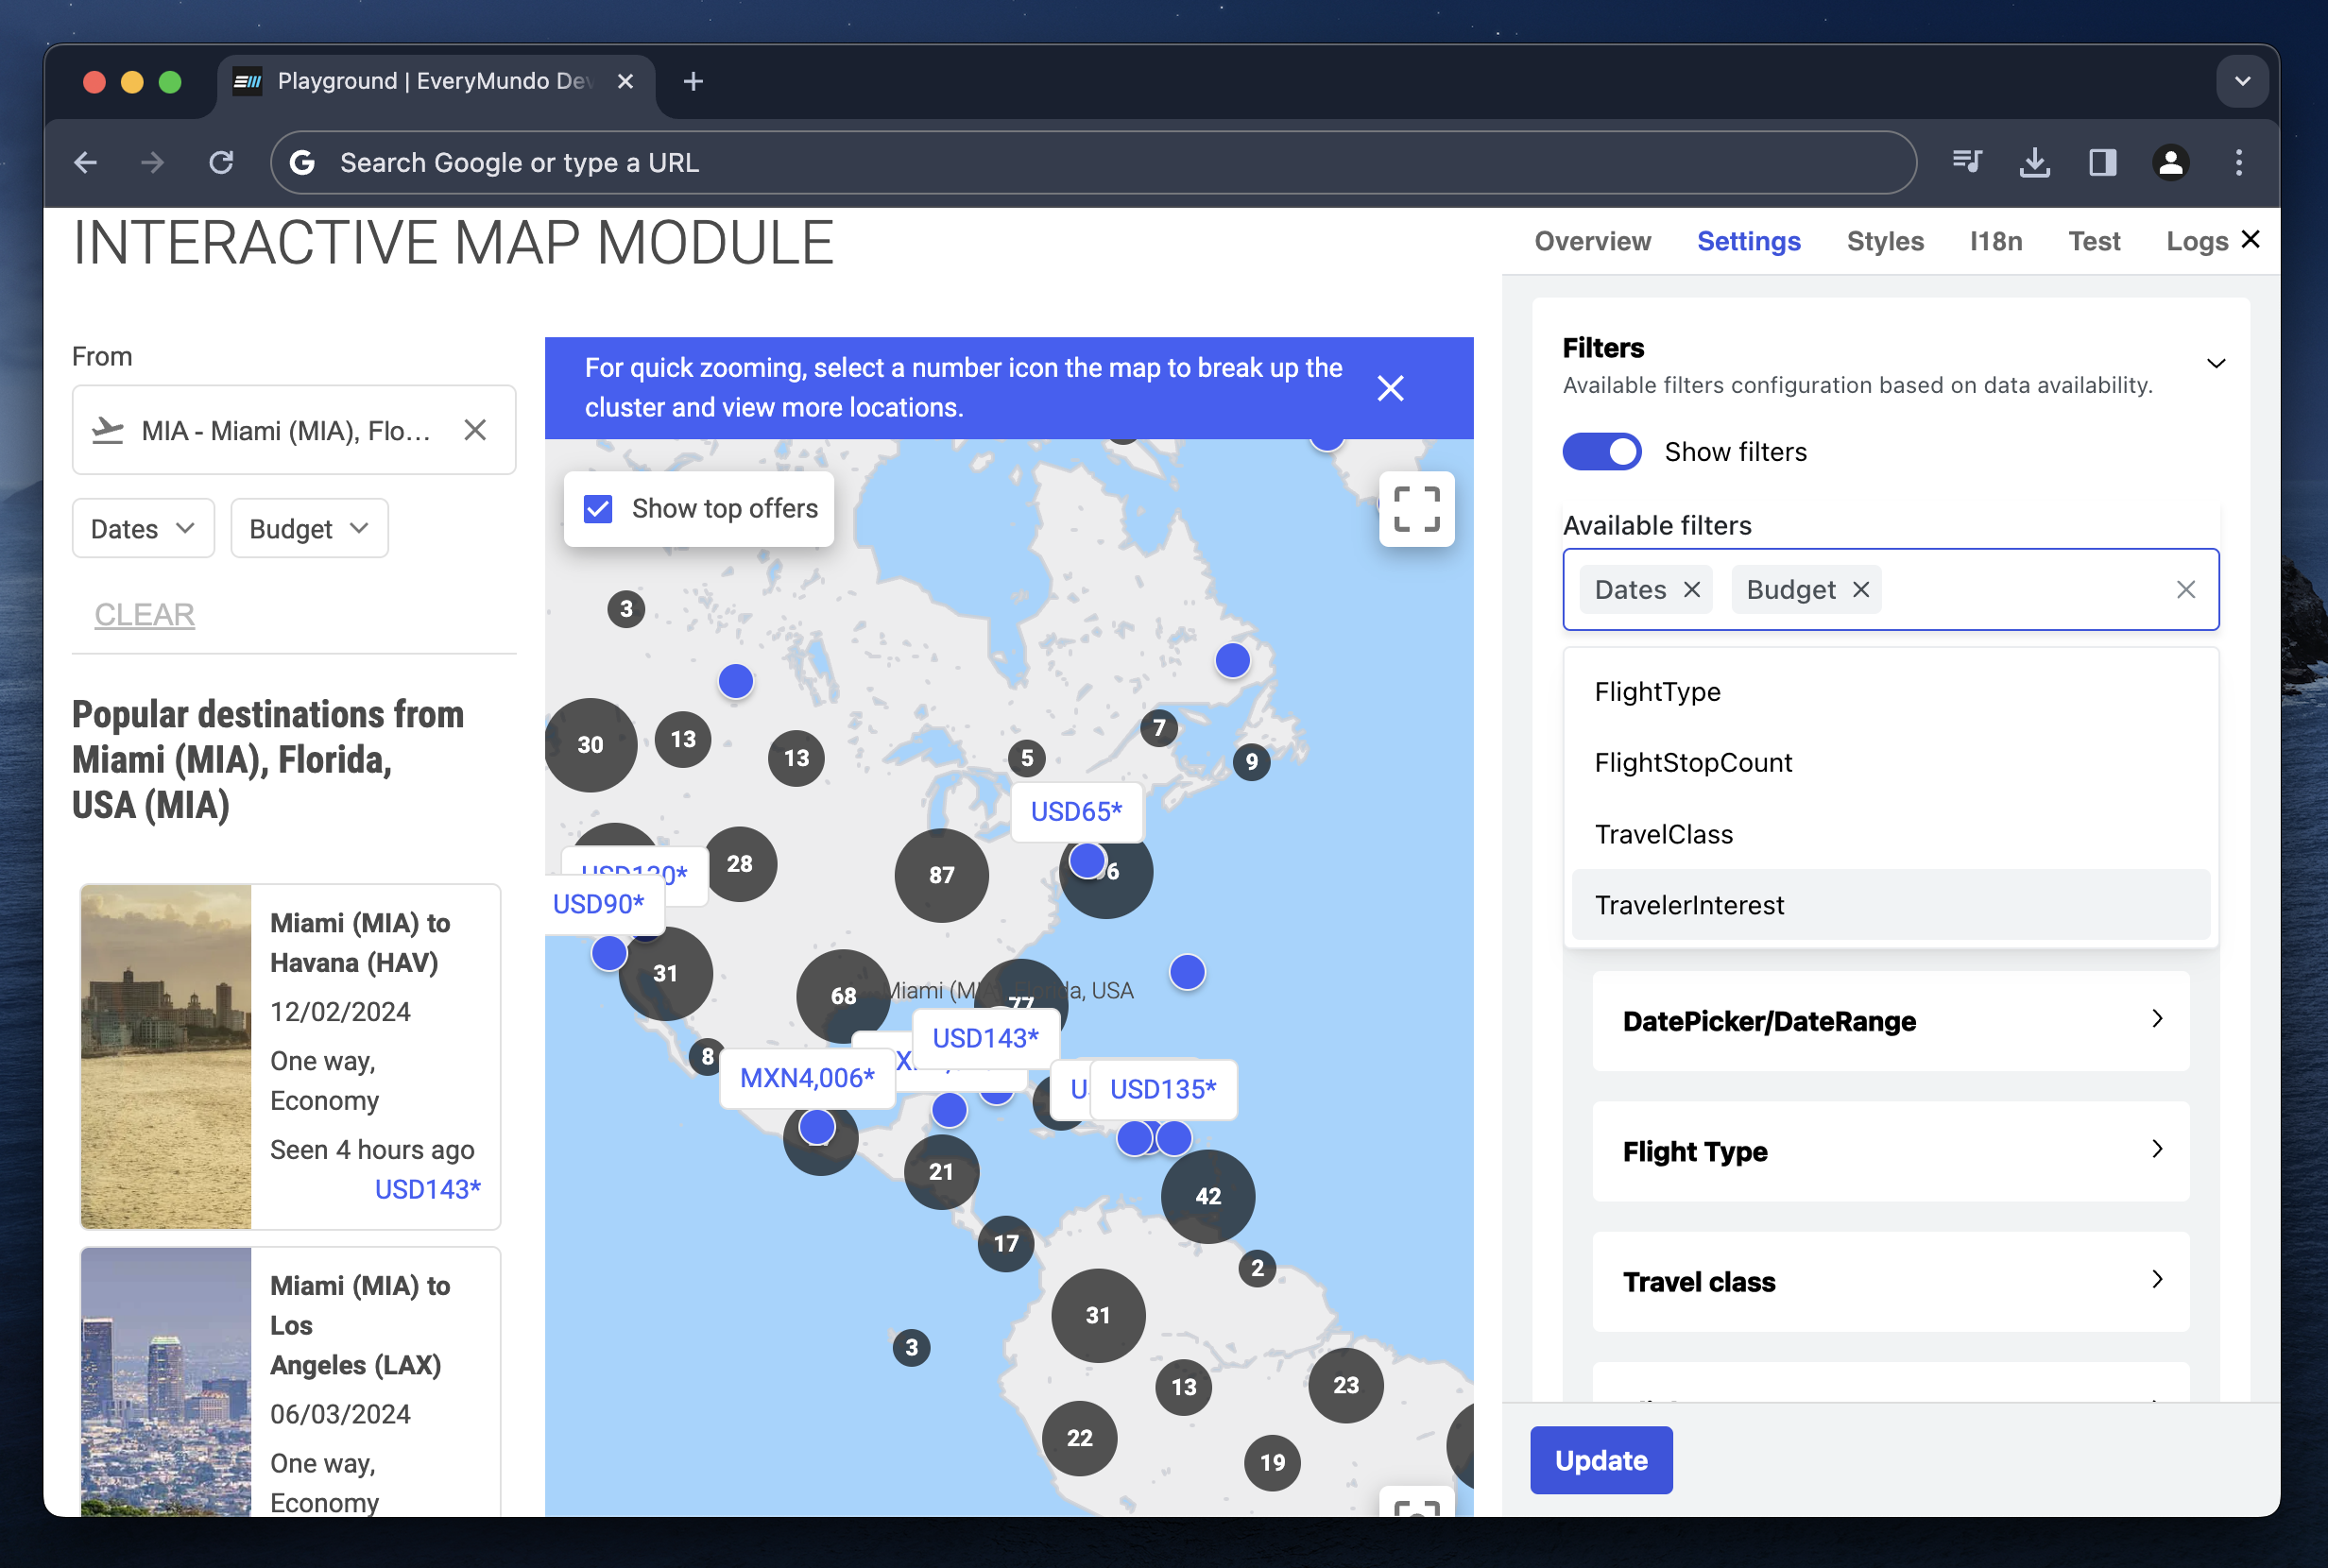 Playground | EveryMundo Dev
Search Google or type a URL
INTERACTIVE MAP MODULE
From
MIA - Miami (MIA), Flo...
Dates
Budget
CLEAR
Popular destinations from
Miami (MIA), Florida,
USA (MIA)
Miami (MIA) to
Havana (HAV)
12/02/2024
One way,
Economy
Seen 4 hours ago
USD143*
Miami (MIA) to
Los
Angeles (LAX)
06/03/2024
One way,
Economy
For quick zooming, select a number icon the map to break up the
cluster and view more locations.
Show top offers
3
30
13
13
5
7
9
USD65*
28
87
6
USD130*
USD90*
31
68
Miami (MIA), Florida, USA
77
8
MXN4,006*
USD143*
USD135*
21
42
17
2
31
3
13
23
22
19
Overview
Settings
Styles
I18n
Test
Logs
Filters
Available filters configuration based on data availability.
Show filters
Available filters
Dates
Budget
FlightType
FlightStopCount
TravelClass
TravelerInterest
DatePicker/DateRange
Flight Type
Travel class
Update